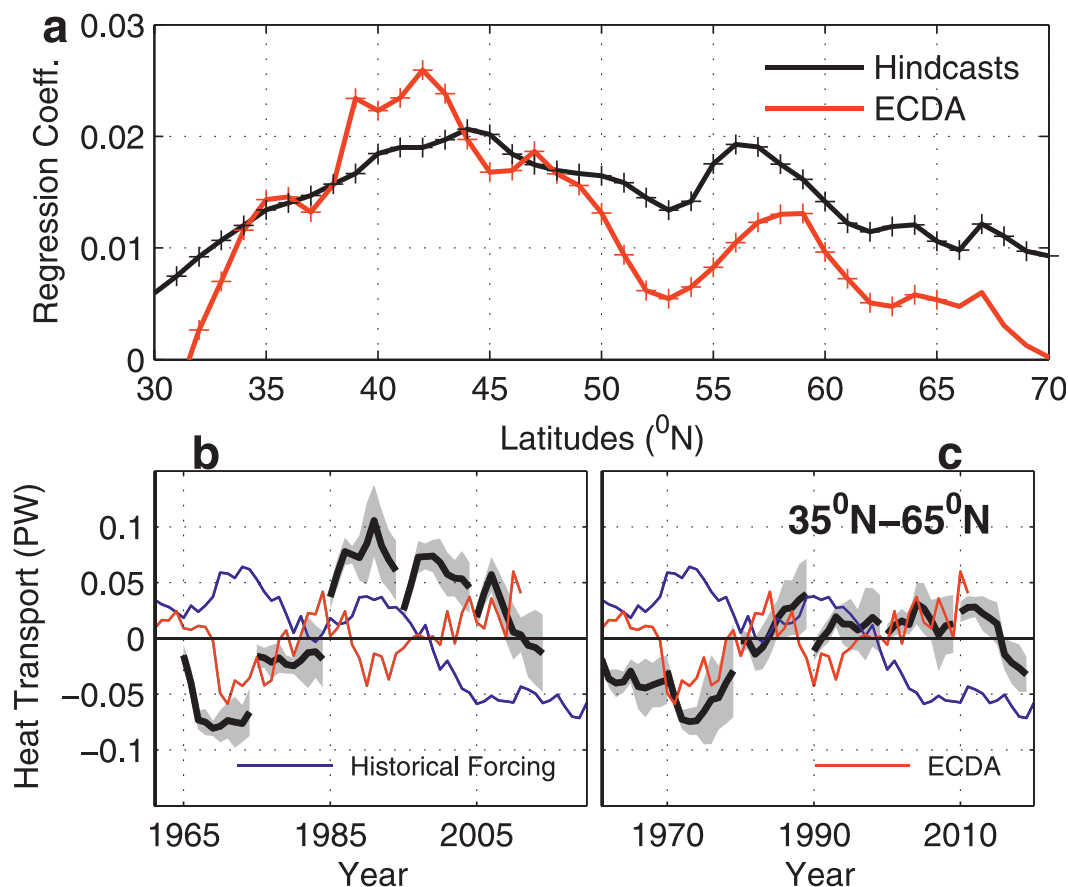 a
0.03
0.02
0.01
0
Regression Coeff.
Hindcasts
ECDA
30 35 40 45 50 55 60 65 70
Latitudes (⁰N)
b
c
Heat Transport (PW)
0.1
0.05
0
−0.05
−0.1
35⁰N−65⁰N
Historical Forcing
ECDA
1965 1985 2005
1970 1990 2010
Year
Year